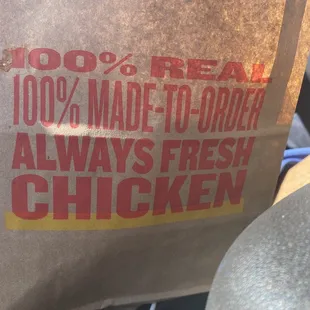 100% REAL
100% MADE-TO-ORDER
ALWAYS FRESH
CHICKEN